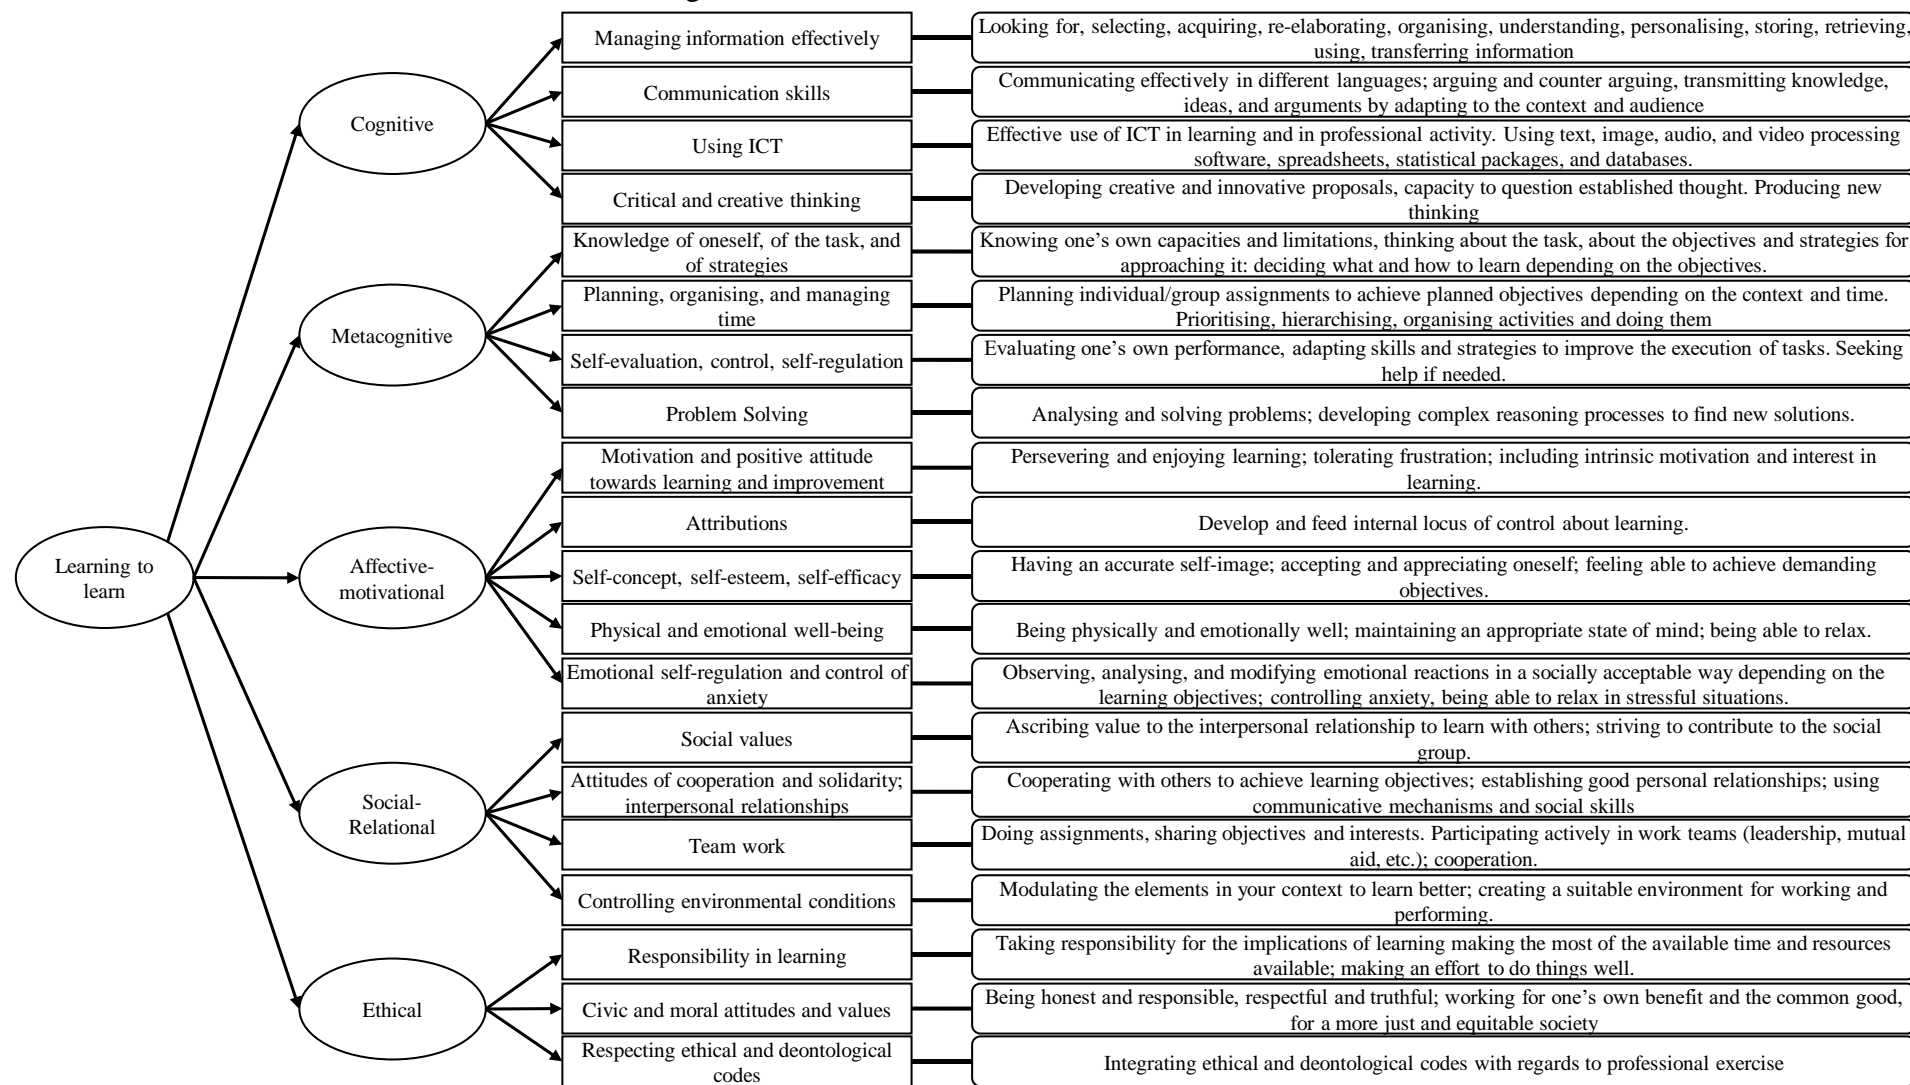 Managing information effectively
Looking for, selecting, acquiring, re-elaborating, organising, understanding, personalising, storing, retrieving,
using, transferring information
Communication skills
Communicating effectively in different languages; arguing and counter arguing, transmitting knowledge,
ideas, and arguments by adapting to the context and audience
Cognitive
Using ICT
Effective use of ICT in learning and in professional activity. Using text, image, audio, and video processing
software, spreadsheets, statistical packages, and databases.
Critical and creative thinking
Developing creative and innovative proposals, capacity to question established thought. Producing new
thinking
Knowledge of oneself, of the task, and
of strategies
Knowing one’s own capacities and limitations, thinking about the task, about the objectives and strategies for
approaching it: deciding what and how to learn depending on the objectives.
Planning, organising, and managing
time
Planning individual/group assignments to achieve planned objectives depending on the context and time.
Prioritising, hierarchising, organising activities and doing them
Metacognitive
Self-evaluation, control, self-regulation
Evaluating one’s own performance, adapting skills and strategies to improve the execution of tasks. Seeking
help if needed.
Problem Solving
Analysing and solving problems; developing complex reasoning processes to find new solutions.
Motivation and positive attitude
towards learning and improvement
Persevering and enjoying learning; tolerating frustration; including intrinsic motivation and interest in
learning.
Attributions
Develop and feed internal locus of control about learning.
Learning to
learn
Affective-
motivational
Self-concept, self-esteem, self-efficacy
Having an accurate self-image; accepting and appreciating oneself; feeling able to achieve demanding
objectives.
Physical and emotional well-being
Being physically and emotionally well; maintaining an appropriate state of mind; being able to relax.
Emotional self-regulation and control of
anxiety
Observing, analysing, and modifying emotional reactions in a socially acceptable way depending on the
learning objectives; controlling anxiety, being able to relax in stressful situations.
Social values
Ascribing value to the interpersonal relationship to learn with others; striving to contribute to the social
group.
Attitudes of cooperation and solidarity;
interpersonal relationships
Cooperating with others to achieve learning objectives; establishing good personal relationships; using
communicative mechanisms and social skills
Social-
Relational
Team work
Doing assignments, sharing objectives and interests. Participating actively in work teams (leadership, mutual
aid, etc.); cooperation.
Controlling environmental conditions
Modulating the elements in your context to learn better; creating a suitable environment for working and
performing.
Responsibility in learning
Taking responsibility for the implications of learning making the most of the available time and resources
available; making an effort to do things well.
Ethical
Civic and moral attitudes and values
Being honest and responsible, respectful and truthful; working for one’s own benefit and the common good,
for a more just and equitable society
Respecting ethical and deontological
codes
Integrating ethical and deontological codes with regards to professional exercise